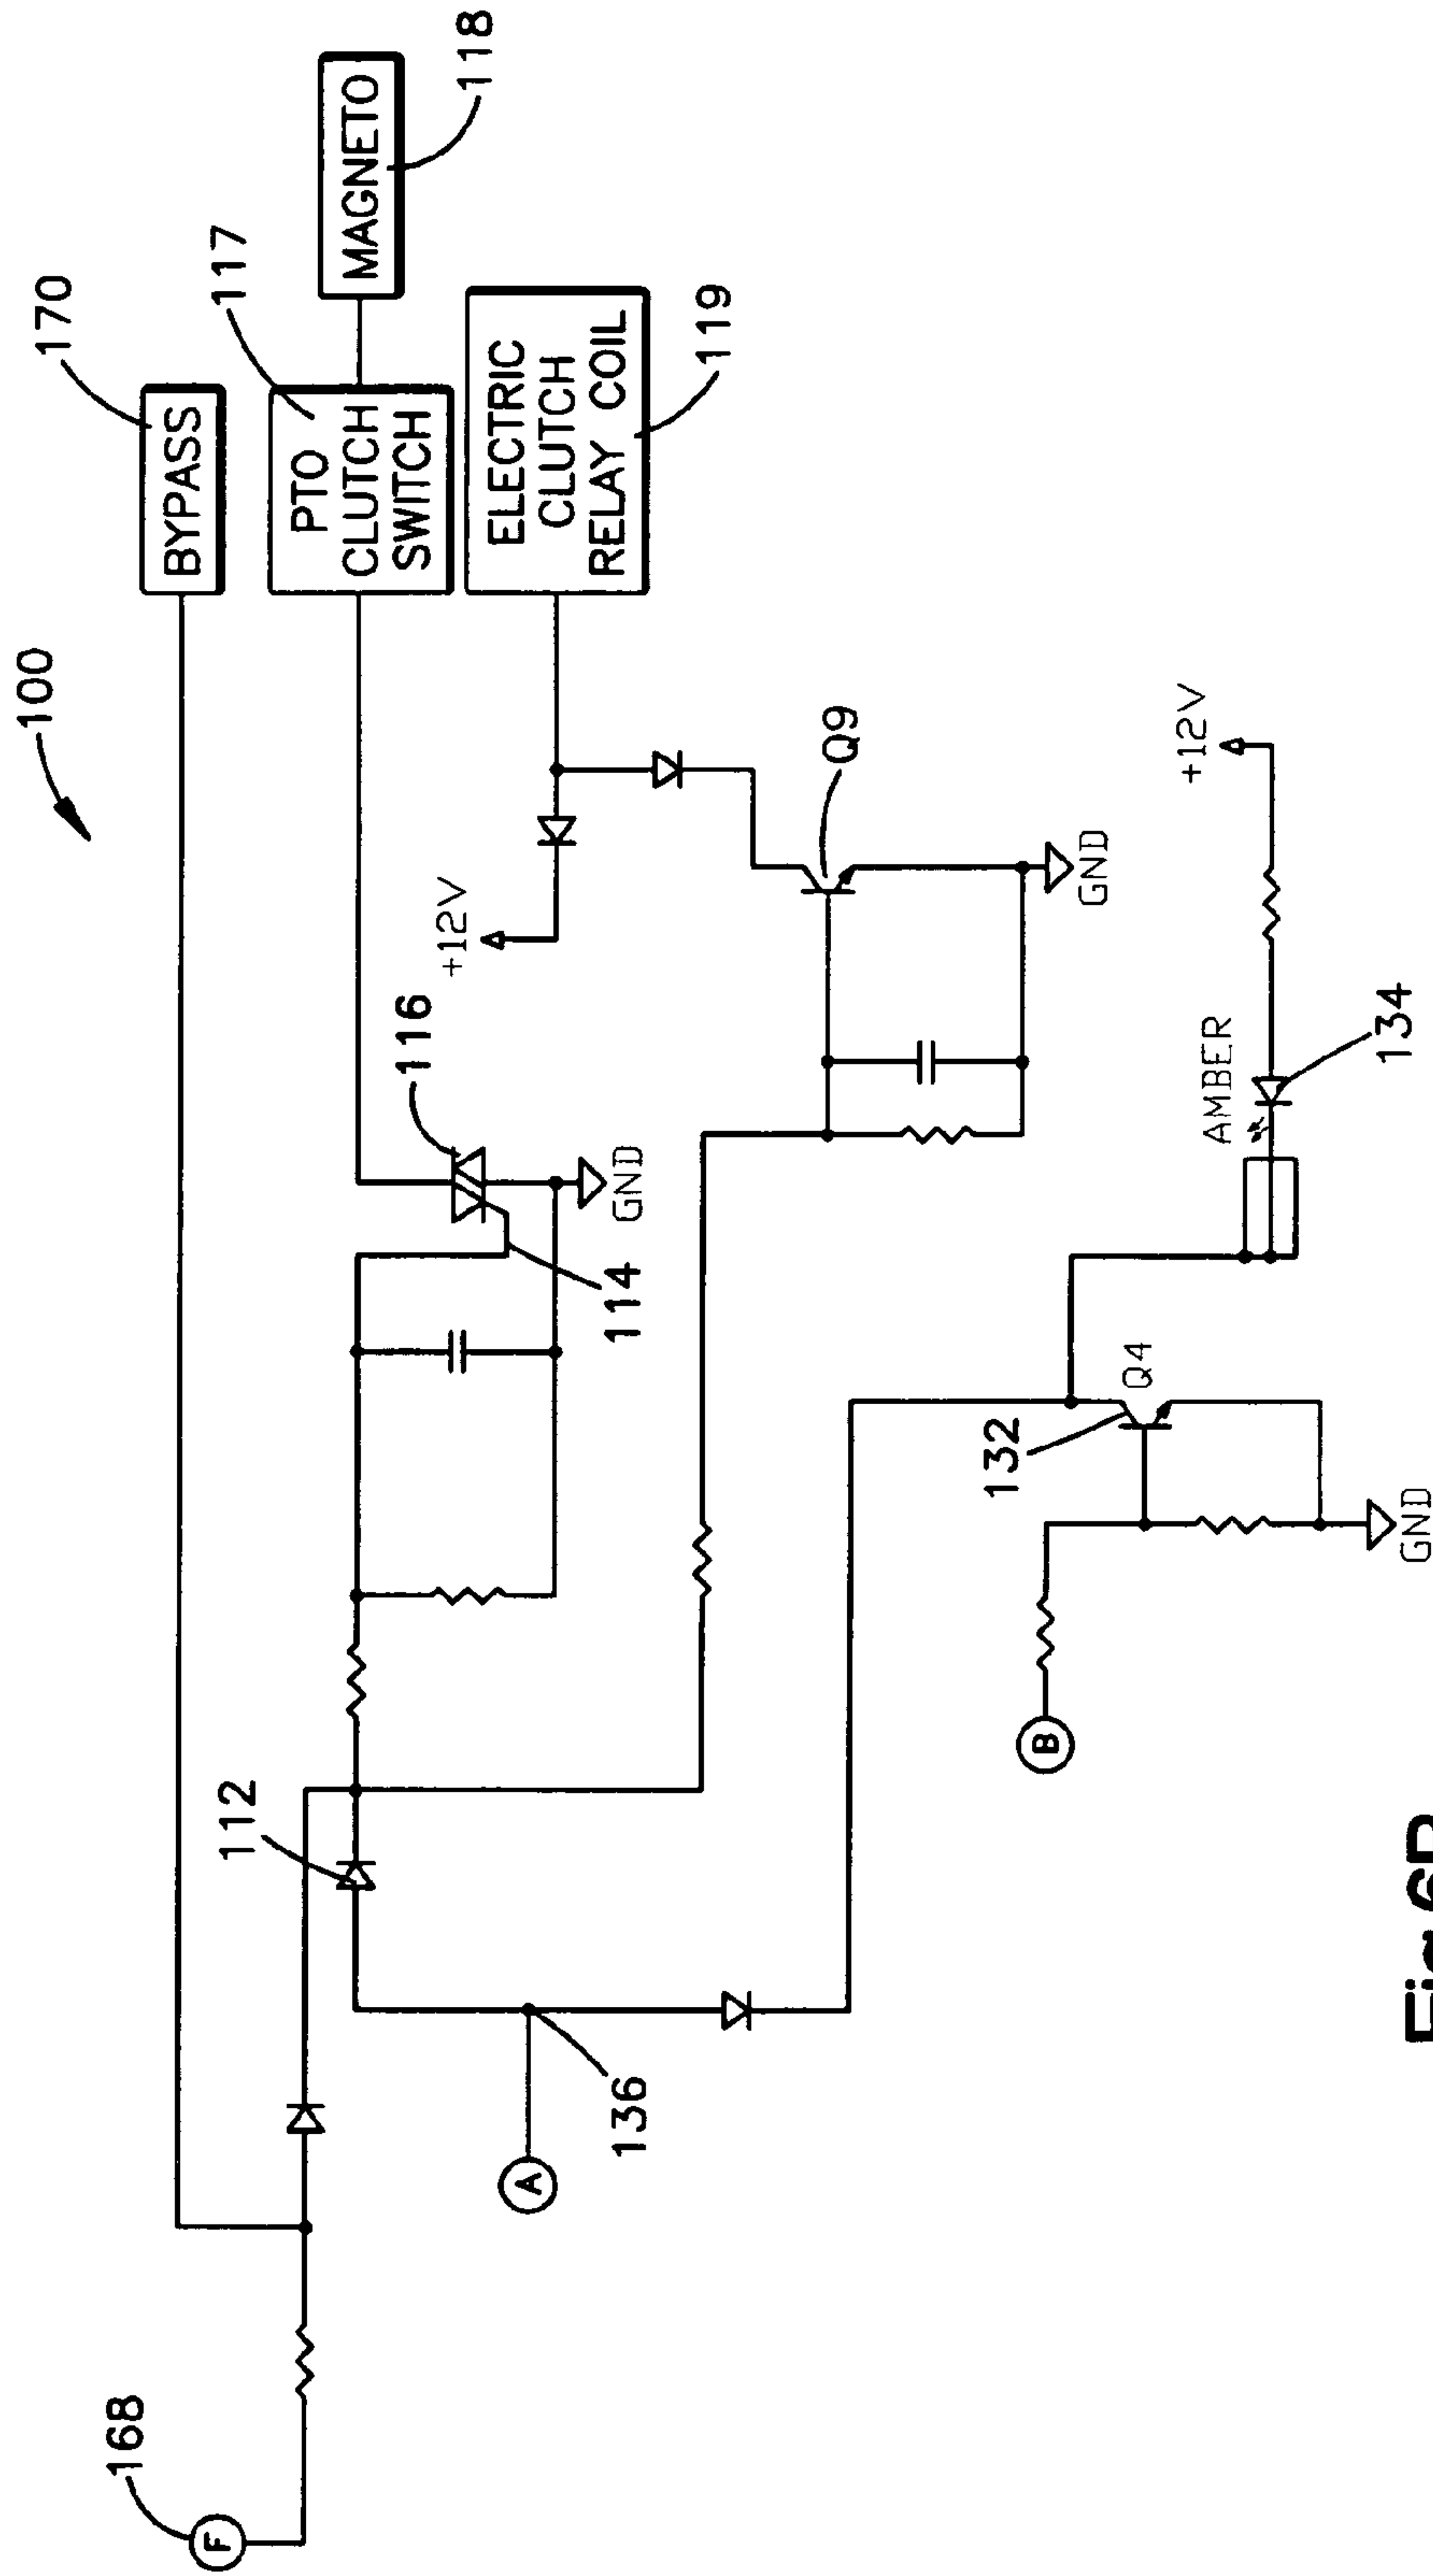 100
170
BYPASS
117
PTO
CLUTCH
SWITCH
MAGNETO
118
ELECTRIC
CLUTCH
RELAY COIL
119
+12V
116
114
GND
Q9
GND
168
F
112
A
136
B
132
Q4
GND
AMBER
134
+12V